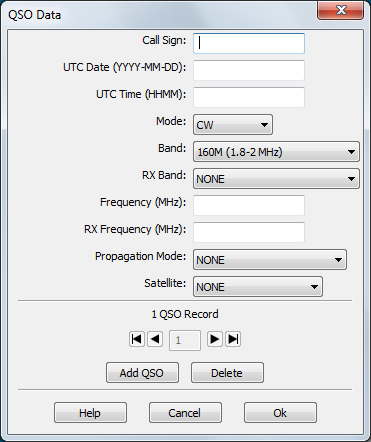 QSO Data
Call Sign:
UTC Date (YYYY-MM-DD):
UTC Time (HHMM):
Mode: CW
Band: 160M (1.8-2 MHz)
RX Band: NONE
Frequency (MHz):
RX Frequency (MHz):
Propagation Mode: NONE
Satellite: NONE
1 QSO Record
1
Add QSO Delete
Help Cancel Ok